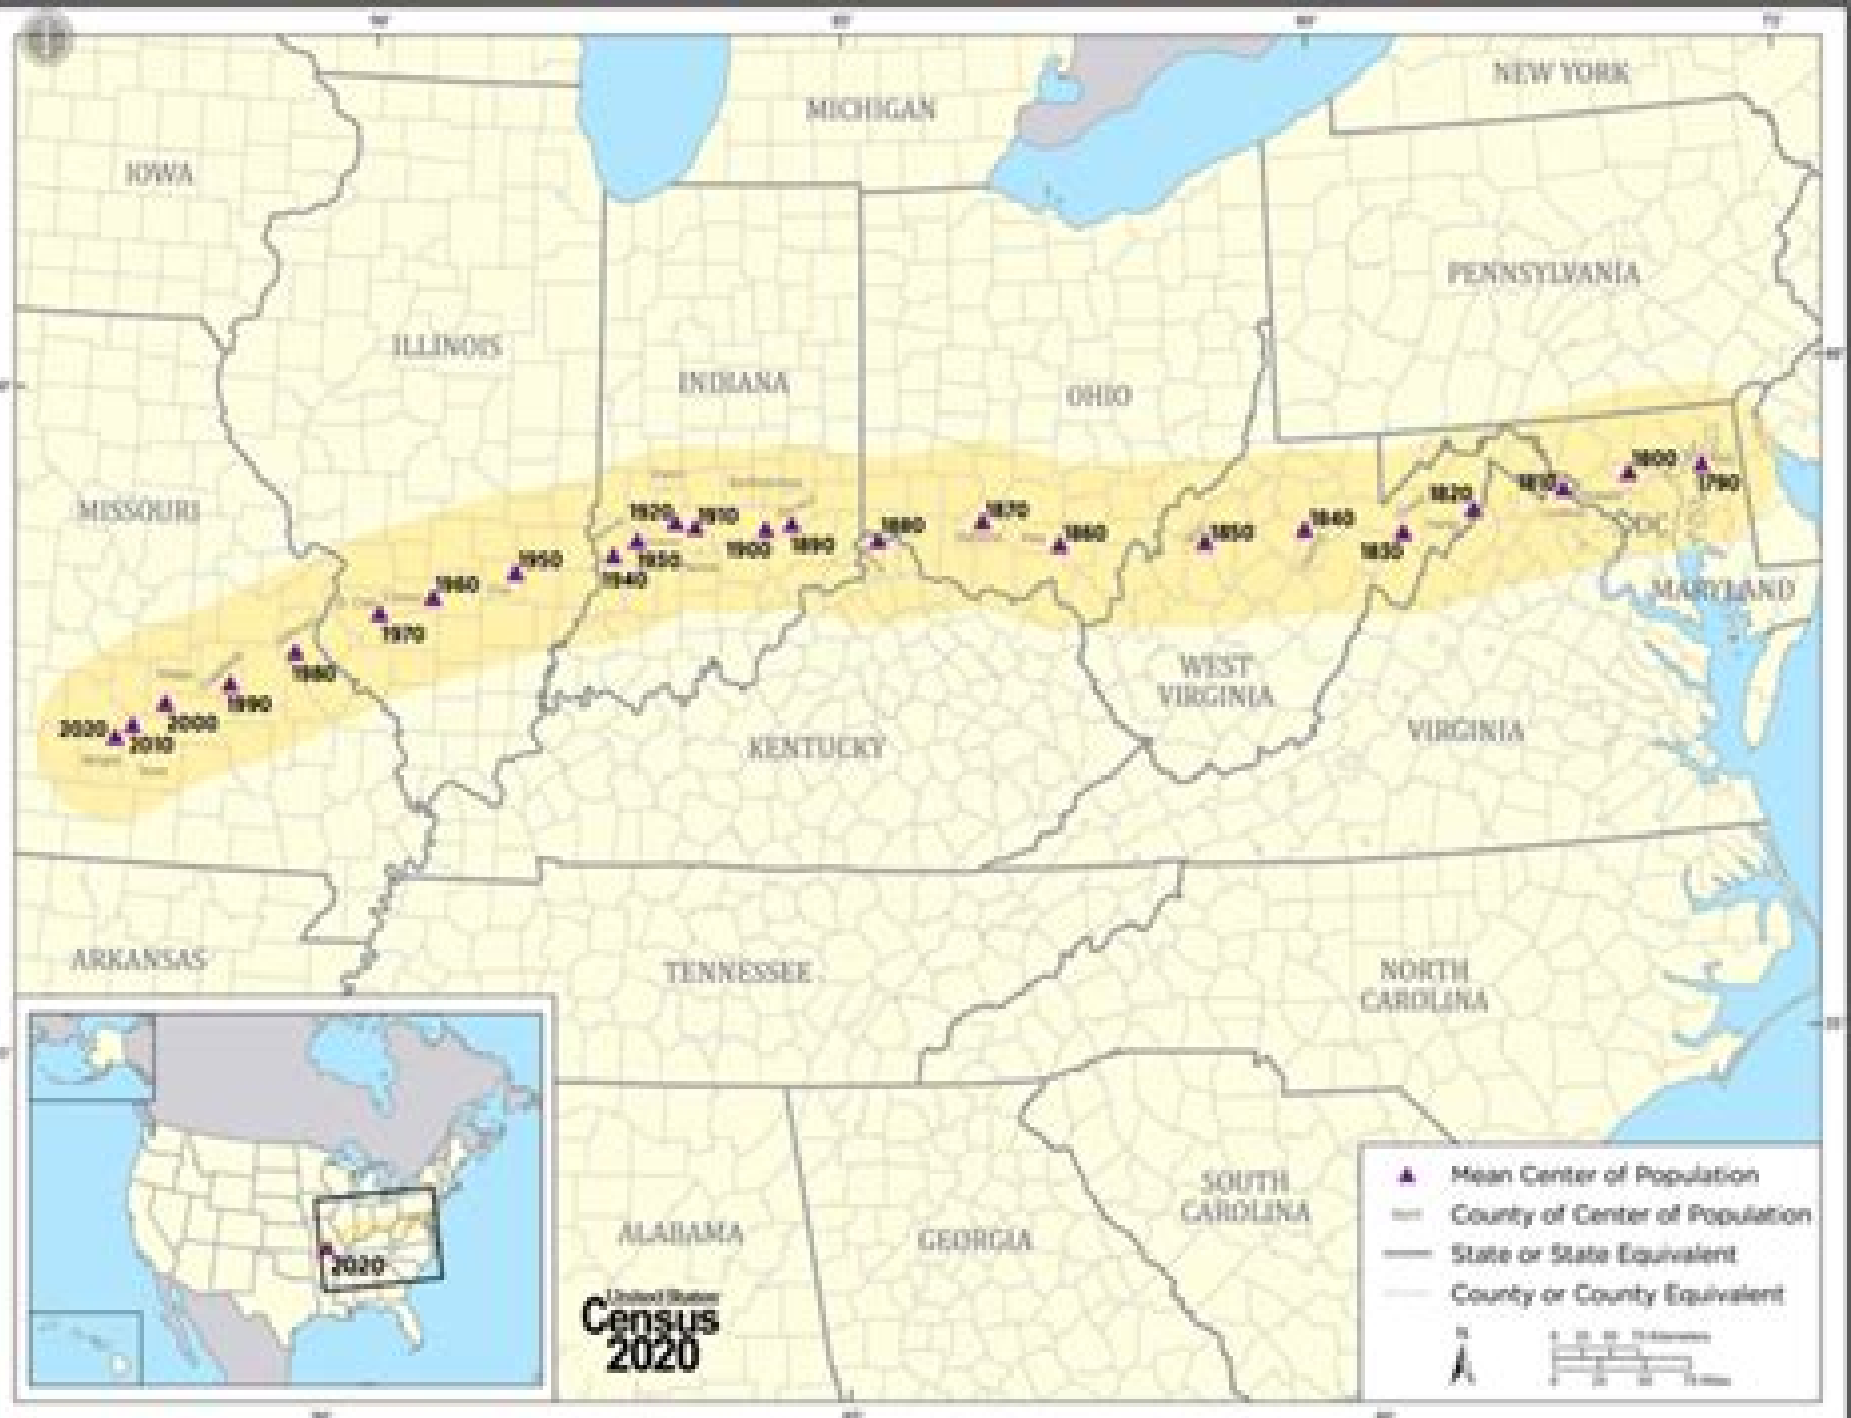 NEW YORK
MICHIGAN
IOWA
PENNSYLVANIA
ILLINOIS
INDIANA
OHIO
MISSOURI
1800
1790
1810
1820
1870
1860
1850
1840
1830
1880
1920
1910
1900
1890
1950
1940
1950
1960
1970
1980
1990
2000
2010
2020
DC
MARYLAND
WEST
VIRGINIA
VIRGINIA
KENTUCKY
ARKANSAS
TENNESSEE
NORTH
CAROLINA
SOUTH
CAROLINA
ALABAMA
GEORGIA
2020
United States
Census
2020
Mean Center of Population
County of Center of Population
State or State Equivalent
County or County Equivalent
N